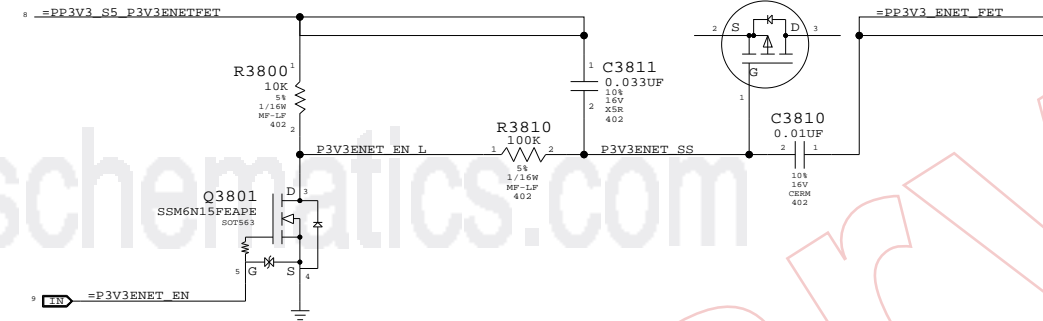 8 =PP3V3_S5_P3V3ENETFET
=PP3V3_ENET_FET
2 S D 3
G
1
R3800 1
10K
5%
1/16W
MF-LF
402
2
1 C3811
0.033UF
10%
2 16V
X5R
402
R3810
100K
1 2
5%
1/16W
MF-LF
402
P3V3ENET_EN_L
P3V3ENET_SS
C3810
0.01UF
2 1
10%
16V
CERM
402
Q3801
SSM6N15FEAPE
SOT563
D 3
5 G S 4
9 IN =P3V3ENET_EN
schematics.com